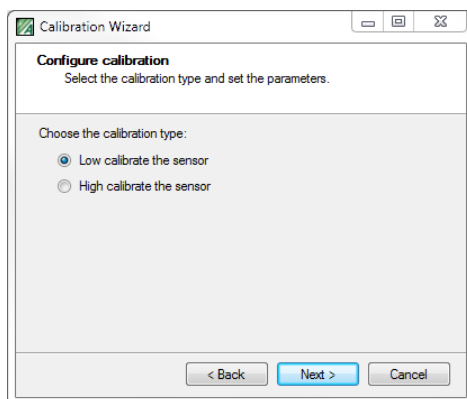 Calibration Wizard
Configure calibration
Select the calibration type and set the parameters.
Choose the calibration type:
Low calibrate the sensor
High calibrate the sensor
< Back Next > Cancel